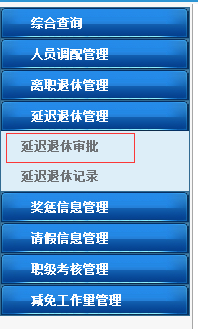 综合查询
人员调配管理
离职退休管理
延迟退休管理
延迟退休审批
延迟退休记录
奖惩信息管理
请假信息管理
职级考核管理
减免工作量管理